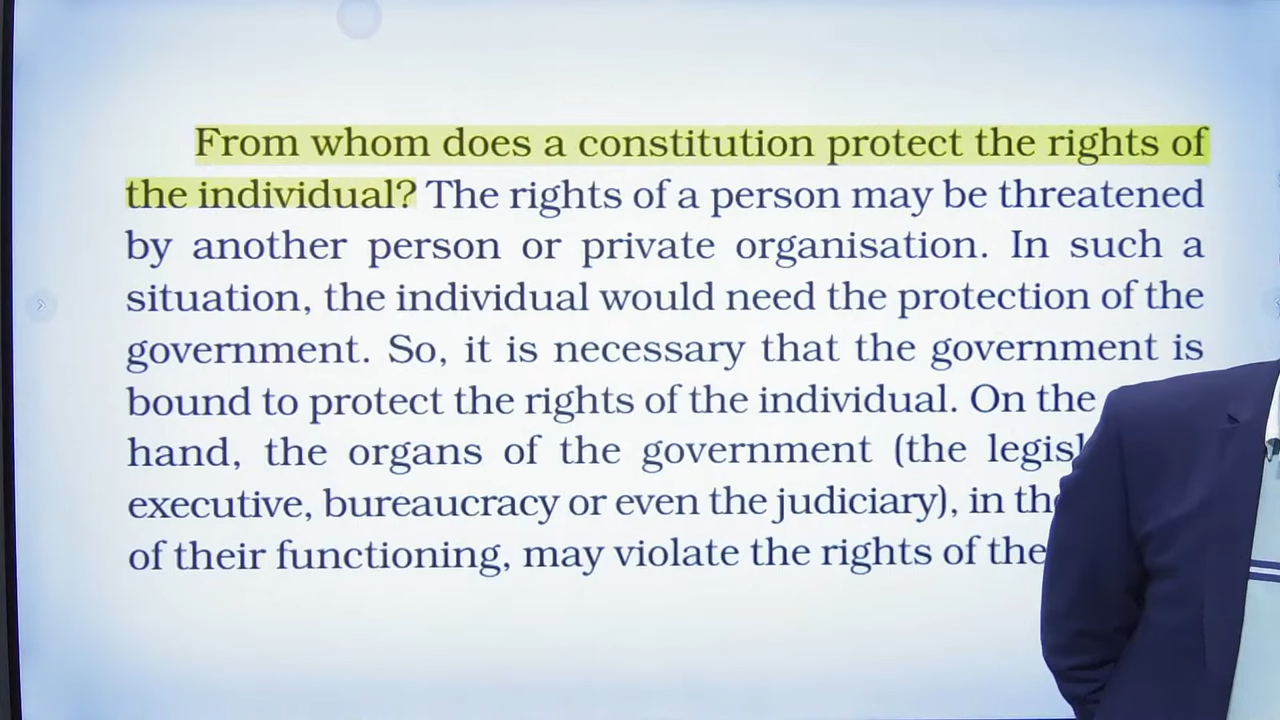 From whom does a constitution protect the rights of
the individual? The rights of a person may be threatened
by another person or private organisation. In such a
situation, the individual would need the protection of the
government. So, it is necessary that the government is
bound to protect the rights of the individual. On the
hand, the organs of the government (the
executive, bureaucracy or even the judiciary), in
of their functioning, may violate the rights of the